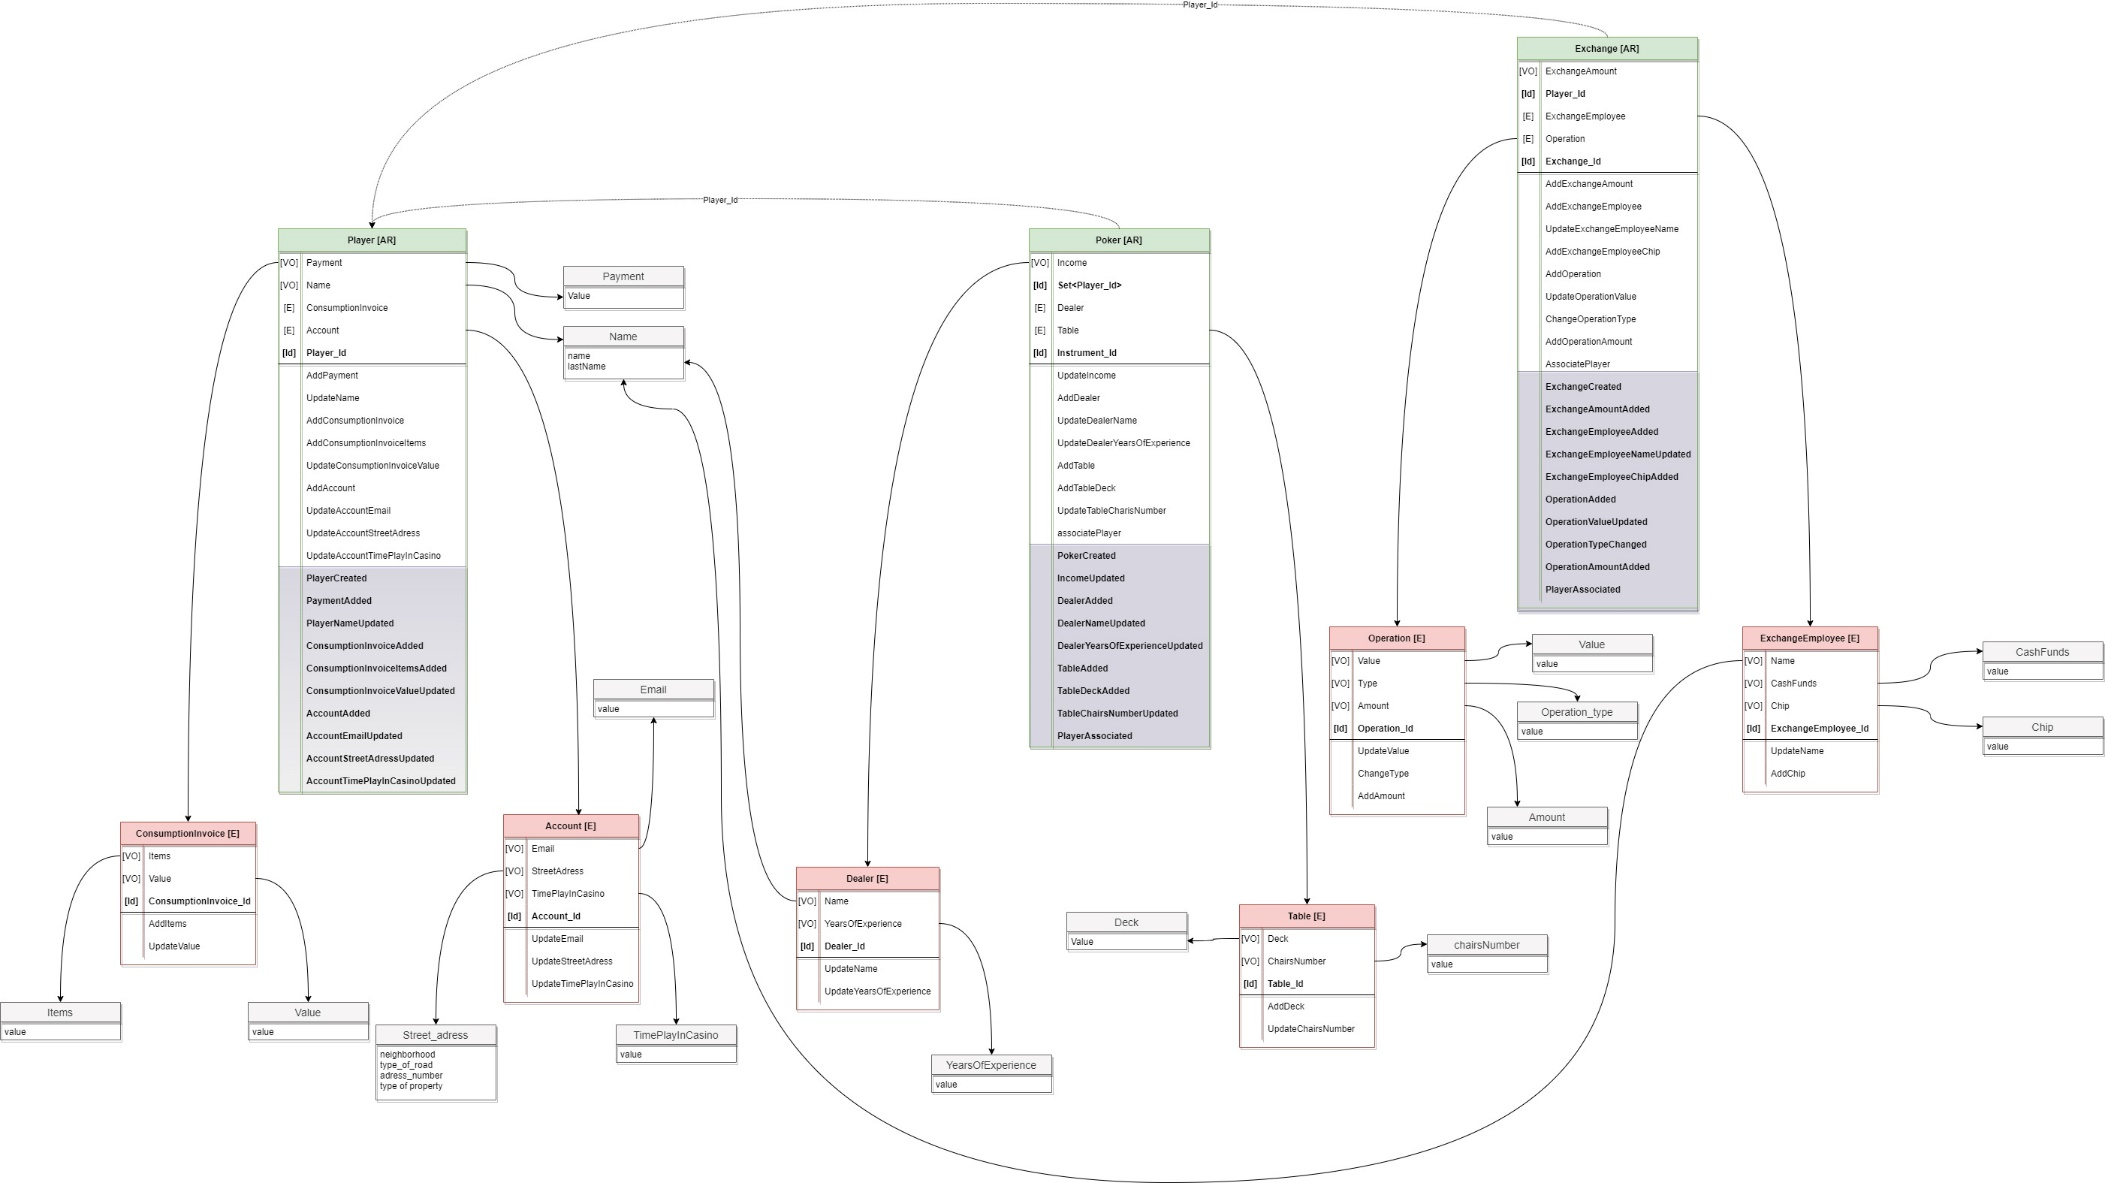 Player_Id
Exchange [AR]
[VO] ExchangeAmount
[Id] Player_Id
[E] ExchangeEmployee
[E] Operation
[Id] Exchange_Id
AddExchangeAmount
AddExchangeEmployee
UpdateExchangeEmployeeName
AddExchangeEmployeeChip
AddOperation
UpdateOperationValue
ChangeOperationType
AddOperationAmount
AssociatePlayer
ExchangeCreated
ExchangeAmountAdded
ExchangeEmployeeAdded
ExchangeEmployeeNameUpdated
ExchangeEmployeeChipAdded
OperationAdded
OperationValueUpdated
OperationTypeChanged
OperationAmountAdded
PlayerAssociated
Player_Id
Player [AR]
[VO] Payment
[VO] Name
[E] ConsumptionInvoice
[E] Account
[Id] Player_Id
AddPayment
UpdateName
AddConsumptionInvoice
AddConsumptionInvoiceItems
UpdateConsumptionInvoiceValue
AddAccount
UpdateAccountEmail
UpdateAccountStreetAdress
UpdateAccountTimePlayInCasino
PlayerCreated
PaymentAdded
PlayerNameUpdated
ConsumptionInvoiceAdded
ConsumptionInvoiceItemsAdded
ConsumptionInvoiceValueUpdated
AccountAdded
AccountEmailUpdated
AccountStreetAdressUpdated
AccountTimePlayInCasinoUpdated
Payment
Value
Name
name
lastName
Poker [AR]
[VO] Income
[Id] Set<Player_Id>
[E] Dealer
[E] Table
[Id] Instrument_Id
UpdateIncome
AddDealer
UpdateDealerName
UpdateDealerYearsOfExperience
AddTable
AddTableDeck
UpdateTableCharisNumber
associatePlayer
PokerCreated
IncomeUpdated
DealerAdded
DealerNameUpdated
DealerYearsOfExperienceUpdated
TableAdded
TableDeckAdded
TableChairsNumberUpdated
PlayerAssociated
Operation [E]
[VO] Value
[VO] Type
[VO] Amount
[Id] Operation_Id
UpdateValue
ChangeType
AddAmount
Value
value
Operation_type
value
Amount
value
ExchangeEmployee [E]
[VO] Name
[VO] CashFunds
[VO] Chip
[Id] ExchangeEmployee_Id
UpdateName
AddChip
CashFunds
value
Chip
value
Email
value
ConsumptionInvoice [E]
[VO] Items
[VO] Value
[Id] ConsumptionInvoice_Id
AddItems
UpdateValue
Items
value
Value
value
Account [E]
[VO] Email
[VO] StreetAdress
[VO] TimePlayInCasino
[Id] Account_Id
UpdateEmail
UpdateStreetAdress
UpdateTimePlayInCasino
Street_adress
neighborhood
type_of_road
adress_number
type of property
TimePlayInCasino
value
Dealer [E]
[VO] Name
[VO] YearsOfExperience
[Id] Dealer_Id
UpdateName
UpdateYearsOfExperience
YearsOfExperience
value
Deck
Value
Table [E]
[VO] Deck
[VO] ChairsNumber
[Id] Table_Id
AddDeck
UpdateChairsNumber
chairsNumber
value